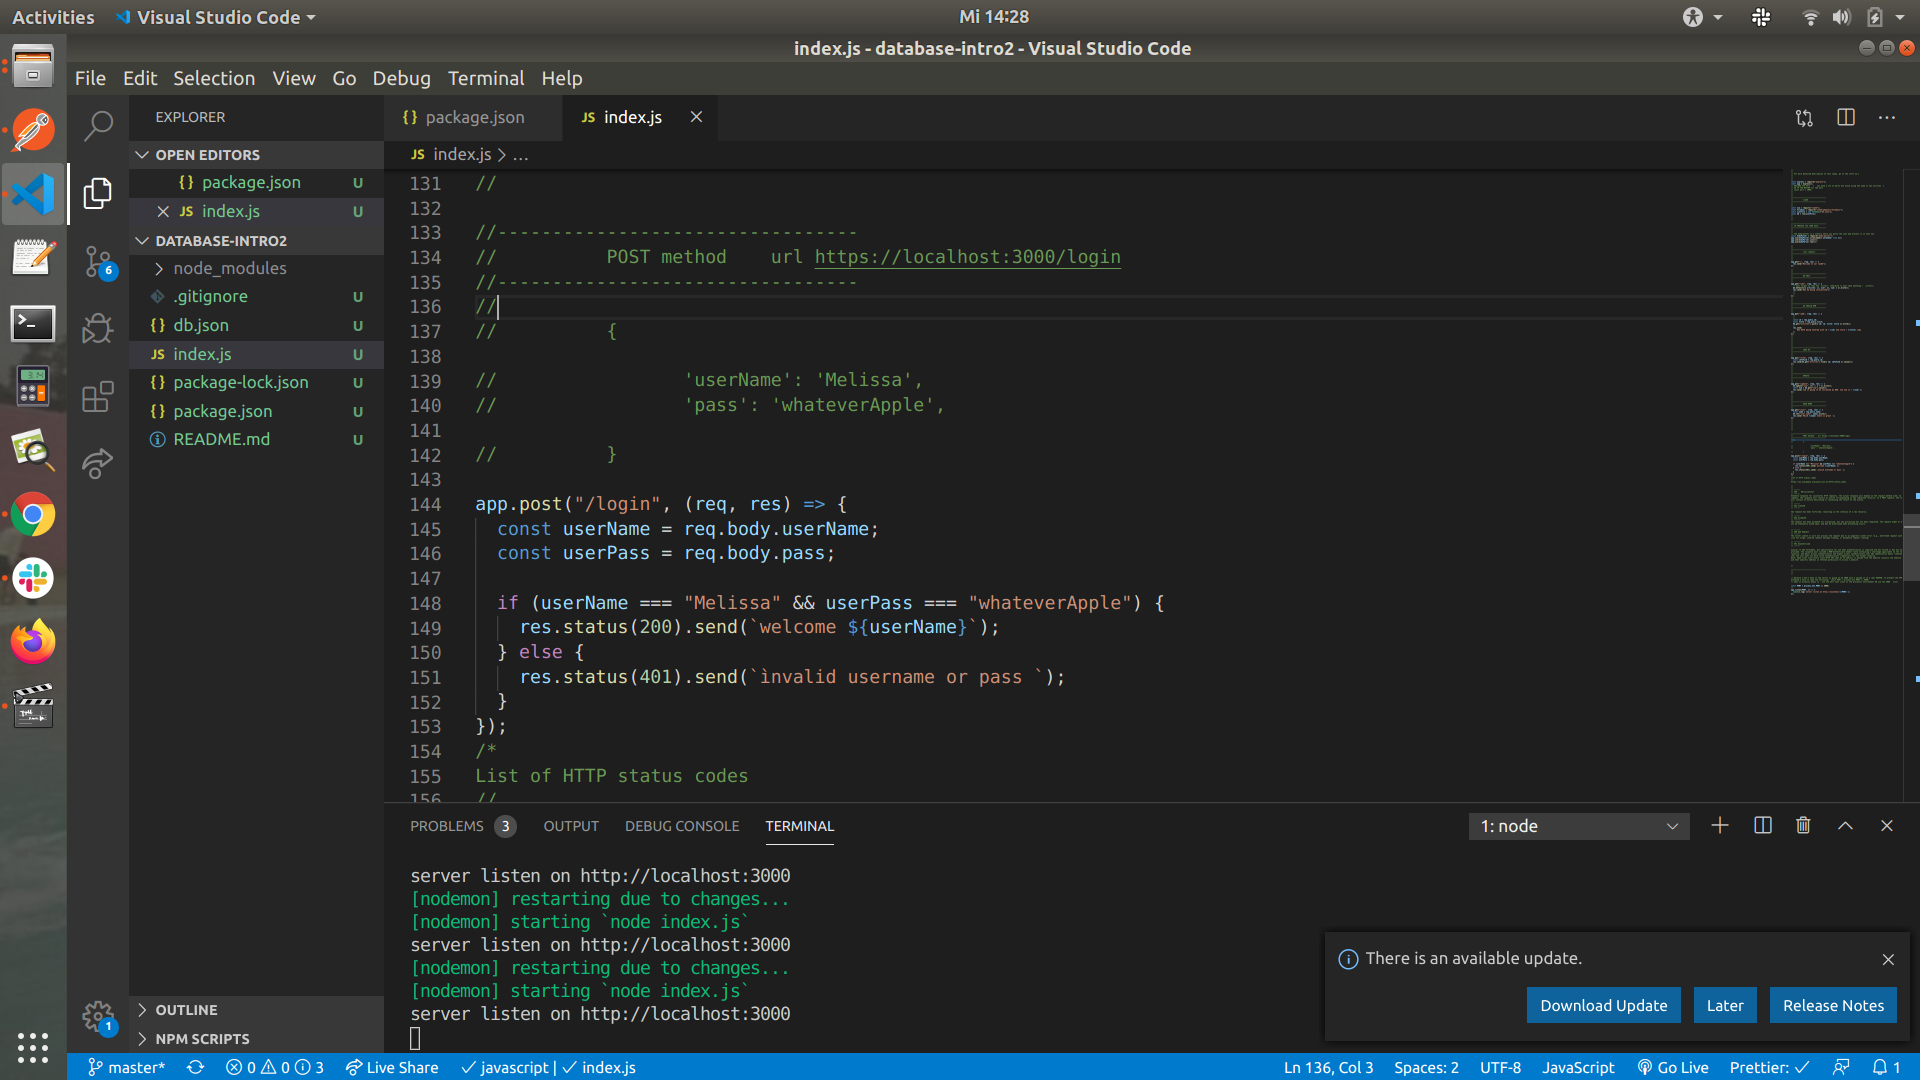 Activities
Visual Studio Code
Mi 14:28
index.js - database-intro2 - Visual Studio Code
File Edit Selection View Go Debug Terminal Help
EXPLORER
OPEN EDITORS
{} package.json U
JS index.js U
DATABASE-INTRO2
node_modules
.gitignore U
{} db.json U
JS index.js U
{} package-lock.json U
{} package.json U
README.md U
OUTLINE
NPM SCRIPTS
6
1
{} package.json
JS index.js
JS index.js > ...
131 //
132
133 //---------------------------------
134 //          POST method    url https://localhost:3000/login
135 //---------------------------------
136 //
137 //          {
138
139 //                 'userName': 'Melissa',
140 //                 'pass': 'whateverApple',
141
142 //          }
143
144 app.post("/login", (req, res) => {
145   const userName = req.body.userName;
146   const userPass = req.body.pass;
147
148   if (userName === "Melissa" && userPass === "whateverApple") {
149     res.status(200).send(`welcome ${userName}`);
150   } else {
151     res.status(401).send(`ìnvalid username or pass `);
152   }
153 });
154 /*
155 List of HTTP status codes
156 //
PROBLEMS 3 OUTPUT DEBUG CONSOLE TERMINAL
1: node
server listen on http://localhost:3000
[nodemon] restarting due to changes...
[nodemon] starting `node index.js`
server listen on http://localhost:3000
[nodemon] restarting due to changes...
[nodemon] starting `node index.js`
server listen on http://localhost:3000
There is an available update.
Download Update
Later
Release Notes
master* 0 0 3 Live Share javascript | index.js
Ln 136, Col 3 Spaces: 2 UTF-8 JavaScript Go Live Prettier: 1